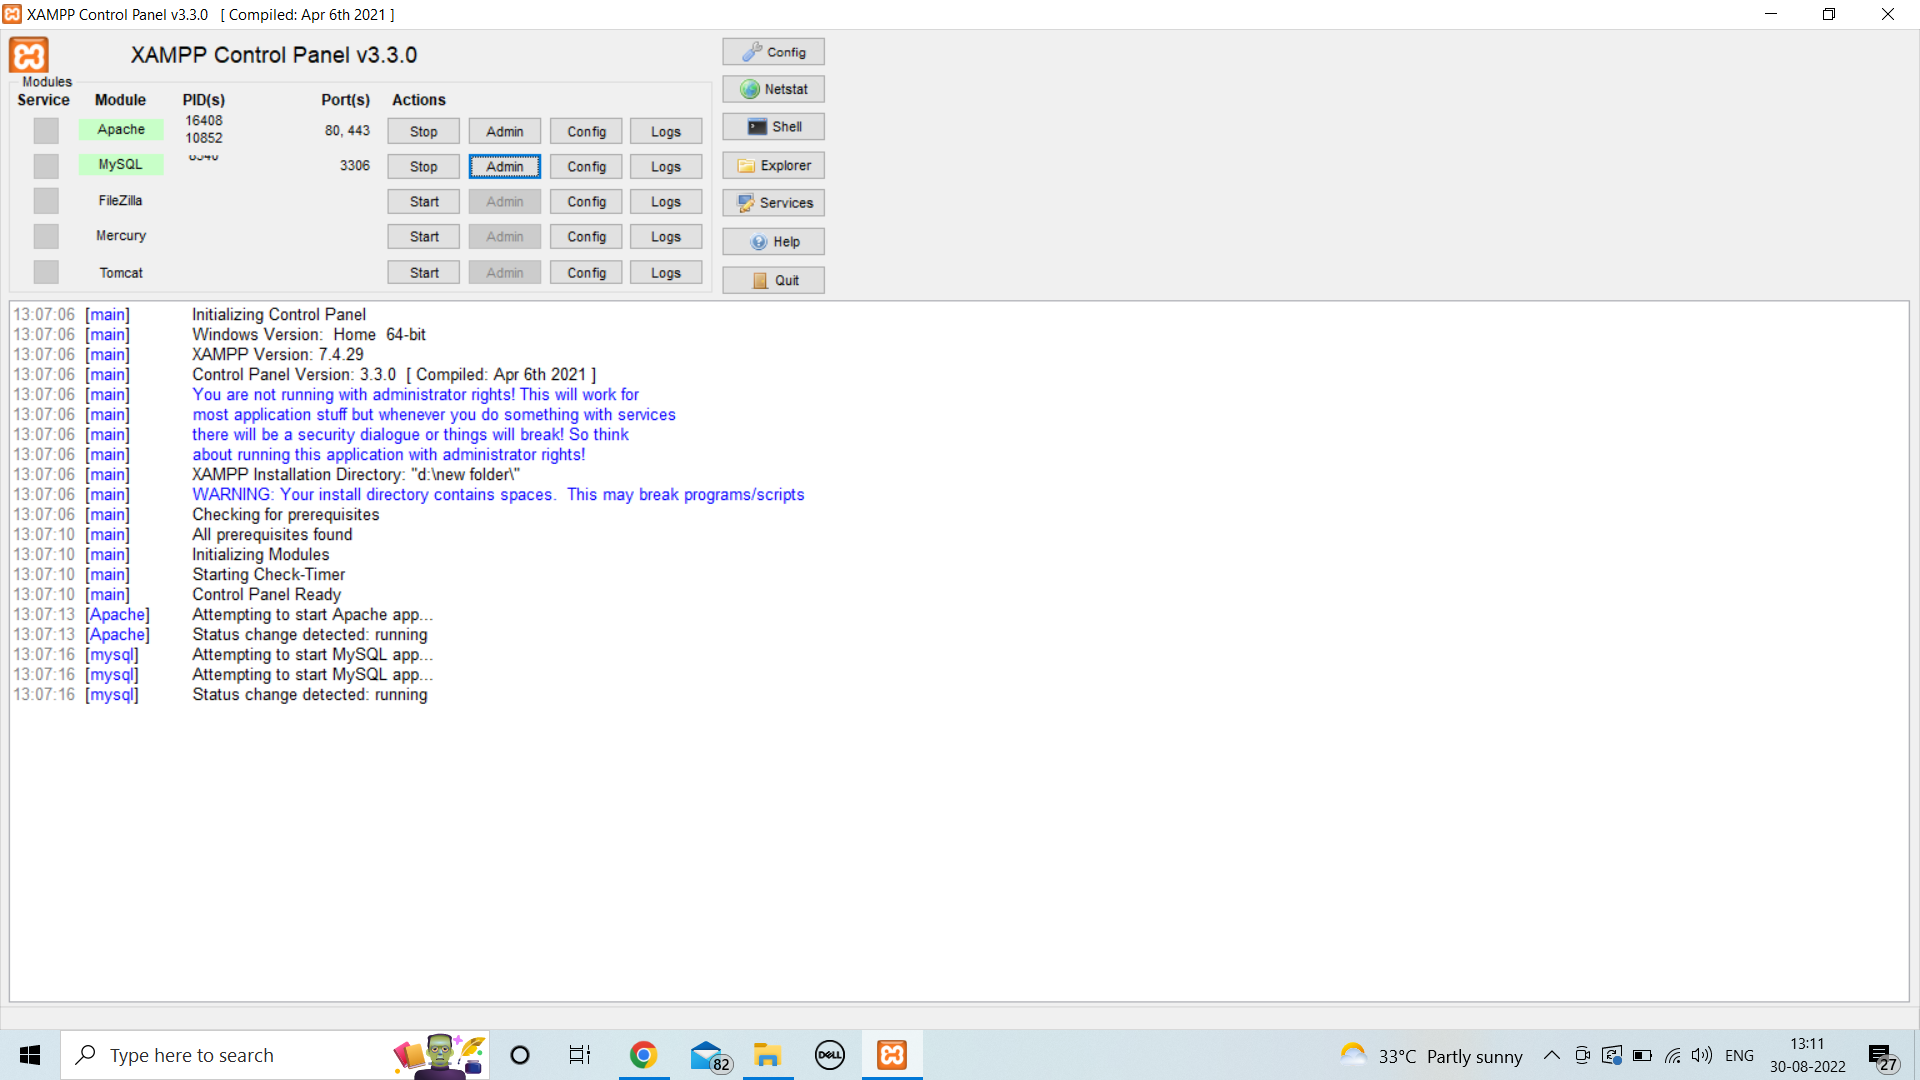 XAMPP Control Panel v3.3.0 [ Compiled: Apr 6th 2021 ]
XAMPP Control Panel v3.3.0
Config
Modules
Service Module PID(s) Port(s) Actions
Netstat
Apache 16408 10852 80, 443 Stop Admin Config Logs
Shell
MySQL 3306 Stop Admin Config Logs
Explorer
FileZilla Start Admin Config Logs
Services
Mercury Start Admin Config Logs
Help
Tomcat Start Admin Config Logs
Quit
13:07:06 [main] Initializing Control Panel
13:07:06 [main] Windows Version: Home 64-bit
13:07:06 [main] XAMPP Version: 7.4.29
13:07:06 [main] Control Panel Version: 3.3.0 [ Compiled: Apr 6th 2021 ]
13:07:06 [main] You are not running with administrator rights! This will work for
13:07:06 [main] most application stuff but whenever you do something with services
13:07:06 [main] there will be a security dialogue or things will break! So think
13:07:06 [main] about running this application with administrator rights!
13:07:06 [main] XAMPP Installation Directory: "d:\new folder\"
13:07:06 [main] WARNING: Your install directory contains spaces. This may break programs/scripts
13:07:06 [main] Checking for prerequisites
13:07:10 [main] All prerequisites found
13:07:10 [main] Initializing Modules
13:07:10 [main] Starting Check-Timer
13:07:10 [main] Control Panel Ready
13:07:13 [Apache] Attempting to start Apache app...
13:07:13 [Apache] Status change detected: running
13:07:16 [mysql] Attempting to start MySQL app...
13:07:16 [mysql] Attempting to start MySQL app...
13:07:16 [mysql] Status change detected: running
Type here to search
82
DELL
33°C Partly sunny
ENG
13:11
30-08-2022
27